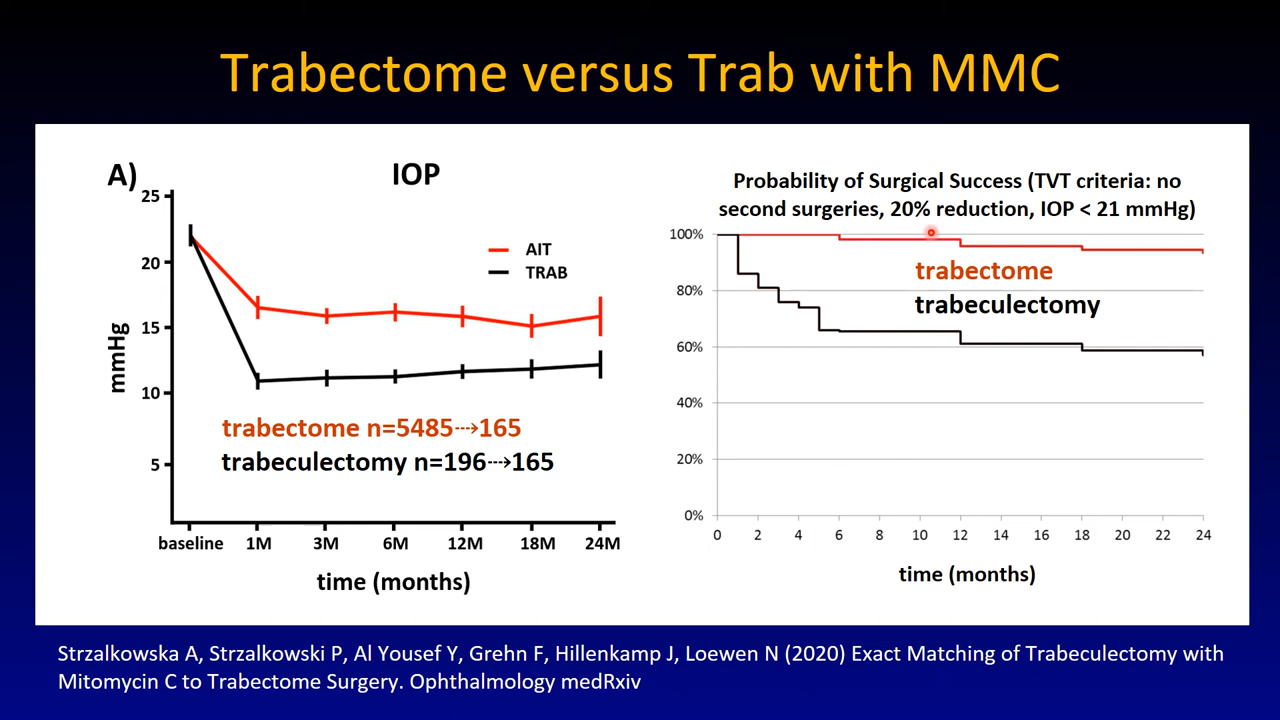 Trabectome versus Trab with MMC
A)
IOP
25
20
15
10
5
mmHg
AIT
TRAB
trabectome n=5485⤏165
trabeculectomy n=196⤏165
baseline 1M 3M 6M 12M 18M 24M
time (months)
Probability of Surgical Success (TVT criteria: no
second surgeries, 20% reduction, IOP < 21 mmHg)
100%
80%
60%
40%
20%
0%
trabectome
trabeculectomy
0 2 4 6 8 10 12 14 16 18 20 22 24
time (months)
Strzalkowska A, Strzalkowski P, Al Yousef Y, Grehn F, Hillenkamp J, Loewen N (2020) Exact Matching of Trabeculectomy with
Mitomycin C to Trabectome Surgery. Ophthalmology medRxiv